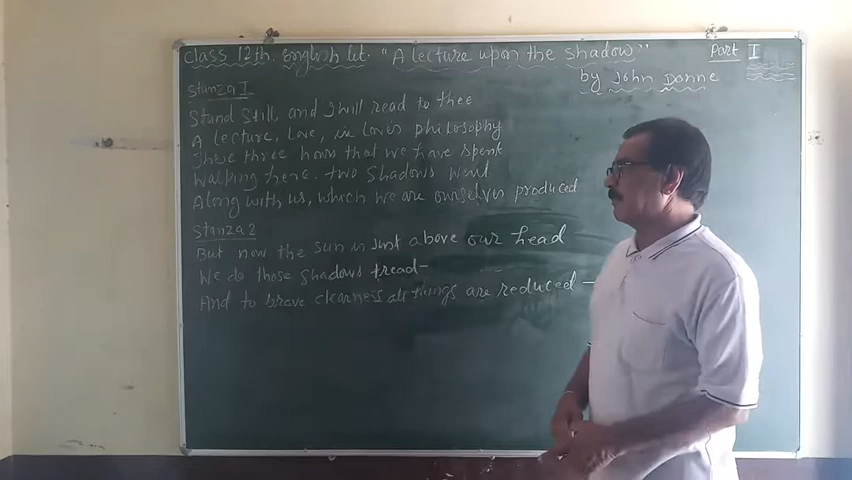 Class 12th. English lit. "A lecture upon the shadow" Part I
by John Donne
Stanza I
Stand still, and I will read to thee
A lecture, Love, in love's philosophy
These three hours that we have spent
Walking here. two shadows went
Along with us, which we are ourselves produced
Stanza 2
But now the sun is just above our head
We do those shadows tread-
And to brave clearness all things are reduced -